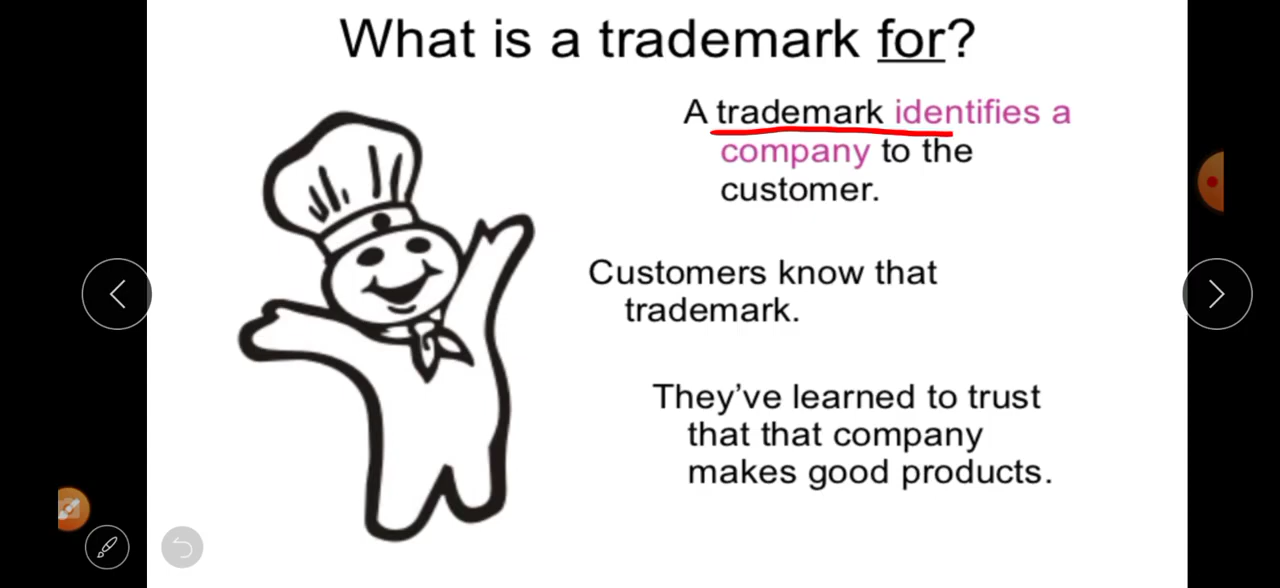 What is a trademark for?
A trademark identifies a
company to the
customer.
Customers know that
trademark.
They’ve learned to trust
that that company
makes good products.